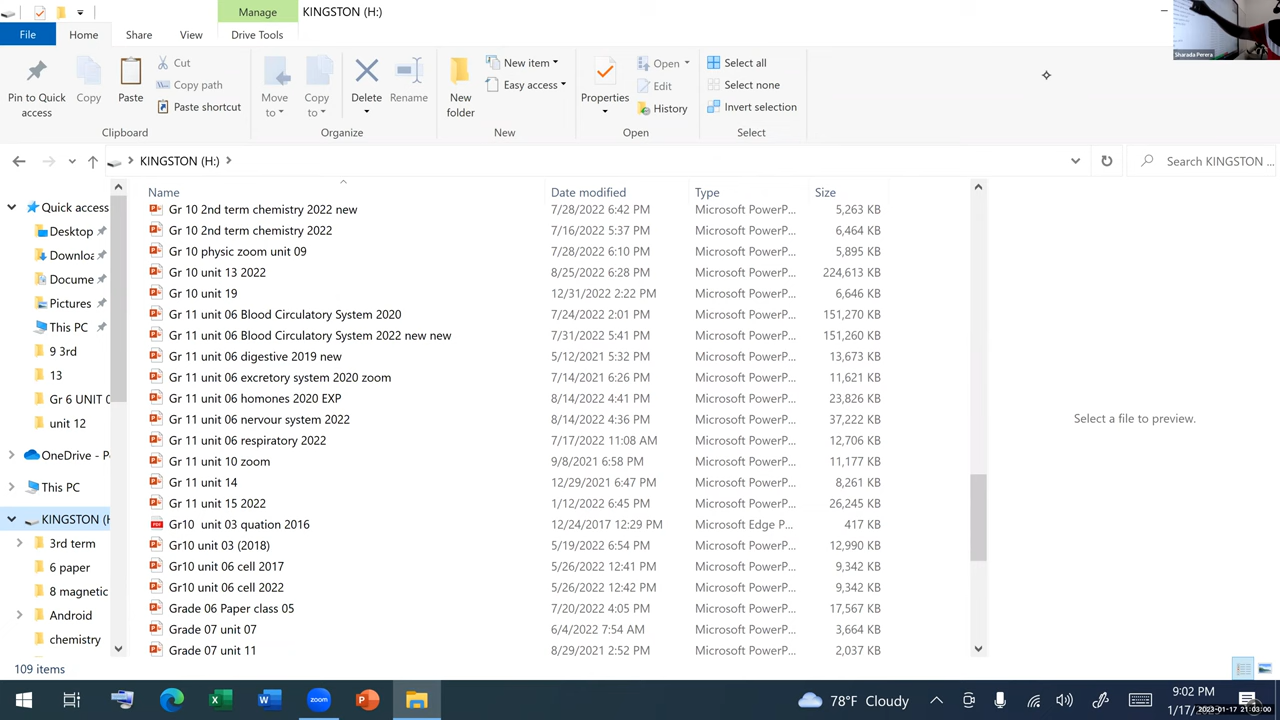 Manage
KINGSTON (H:)
File
Home
Share
View
Drive Tools
Sharada Perera
Pin to Quick access
Copy
Paste
Cut
Copy path
Paste shortcut
Clipboard
Move to
Copy to
Delete
Rename
Organize
New folder
New item
Easy access
New
Properties
Open
Edit
History
Open
Select all
Select none
Invert selection
Select
KINGSTON (H:)
Search KINGSTON ...
Name Date modified Type Size
Gr 10 2nd term chemistry 2022 new 7/28/2022 6:42 PM Microsoft PowerP... 5,263 KB
Gr 10 2nd term chemistry 2022 7/16/2022 5:37 PM Microsoft PowerP... 6,464 KB
Gr 10 physic zoom unit 09 7/28/2022 6:10 PM Microsoft PowerP... 5,895 KB
Gr 10 unit 13 2022 8/25/2022 6:28 PM Microsoft PowerP... 224,613 KB
Gr 10 unit 19 12/31/2022 2:22 PM Microsoft PowerP... 6,646 KB
Gr 11 unit 06 Blood Circulatory System 2020 7/24/2022 2:01 PM Microsoft PowerP... 151,270 KB
Gr 11 unit 06 Blood Circulatory System 2022 new new 7/31/2022 5:41 PM Microsoft PowerP... 151,260 KB
Gr 11 unit 06 digestive 2019 new 5/12/2021 5:32 PM Microsoft PowerP... 13,673 KB
Gr 11 unit 06 excretory system 2020 zoom 7/14/2021 6:26 PM Microsoft PowerP... 11,621 KB
Gr 11 unit 06 homones 2020 EXP 8/14/2022 4:41 PM Microsoft PowerP... 23,826 KB
Gr 11 unit 06 nervour system 2022 8/14/2022 4:36 PM Microsoft PowerP... 37,222 KB
Gr 11 unit 06 respiratory 2022 7/17/2022 11:08 AM Microsoft PowerP... 12,706 KB
Gr 11 unit 10 zoom 9/8/2021 6:58 PM Microsoft PowerP... 11,177 KB
Gr 11 unit 14 12/29/2021 6:47 PM Microsoft PowerP... 8,261 KB
Gr 11 unit 15 2022 1/12/2022 6:45 PM Microsoft PowerP... 26,245 KB
Gr10 unit 03 quation 2016 12/24/2017 12:29 PM Microsoft Edge P... 417 KB
Gr10 unit 03 (2018) 5/19/2022 6:54 PM Microsoft PowerP... 12,990 KB
Gr10 unit 06 cell 2017 5/26/2022 12:41 PM Microsoft PowerP... 9,342 KB
Gr10 unit 06 cell 2022 5/26/2022 12:42 PM Microsoft PowerP... 9,342 KB
Grade 06 Paper class 05 7/20/2022 4:05 PM Microsoft PowerP... 17,567 KB
Grade 07 unit 07 6/4/2022 7:54 AM Microsoft PowerP... 3,664 KB
Grade 07 unit 11 8/29/2021 2:52 PM Microsoft PowerP... 2,037 KB
Quick access
Desktop
Downloa
Docume
Pictures
This PC
9 3rd
13
Gr 6 UNIT 0
unit 12
OneDrive - P
This PC
KINGSTON (H
3rd term
6 paper
8 magnetic
Android
chemistry
Select a file to preview.
109 items
zoom
78°F Cloudy
9:02 PM
1/17/2
2023-01-17 21:03:00